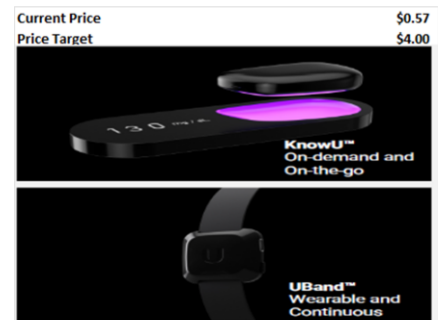 Current Price $0.57
Price Target $4.00
130 mg/dL
KnowU™
On-demand and
On-the-go
U
UBand™
Wearable and
Continuous